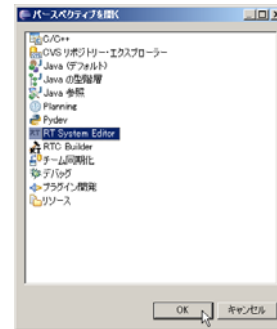 パースペクティブを開く
C/C++
CVS リポジトリー・エクスプローラー
Java (デフォルト)
Java の型階層
Java 参照
Planning
Pydev
RT System Editor
RTC Builder
チーム同期化
デバッグ
プラグイン開発
リソース
OK キャンセル